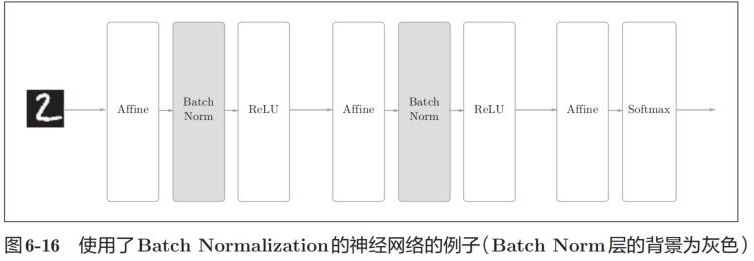 2
Affine
Batch
Norm
ReLU
Affine
Batch
Norm
ReLU
Affine
Softmax
图6-16 使用了Batch Normalization的神经网络的例子(Batch Norm层的背景为灰色)